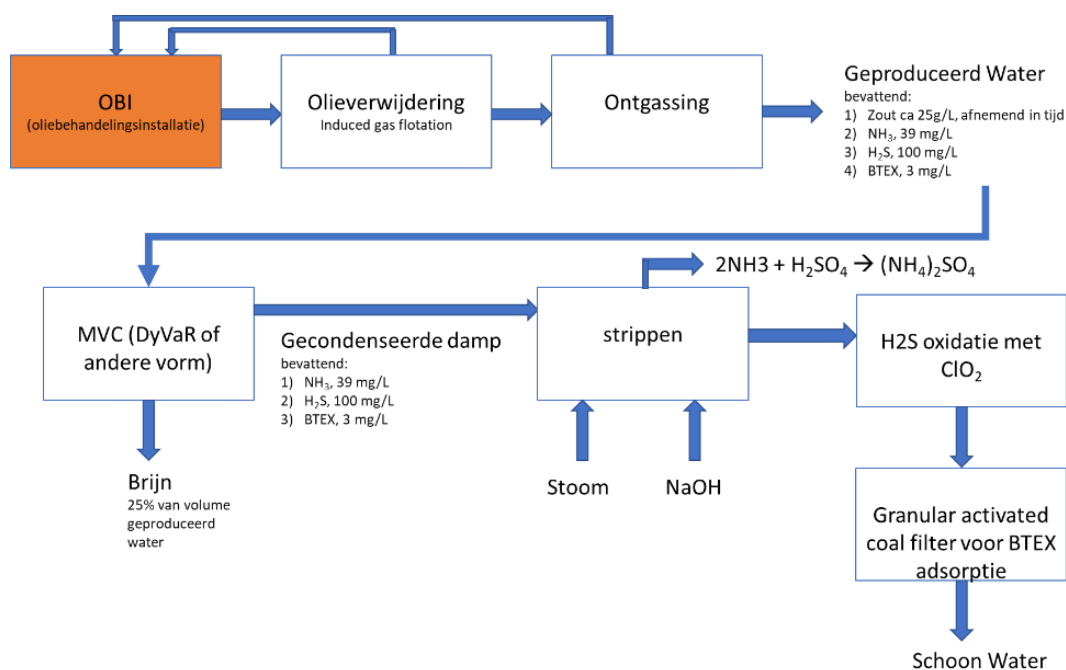 OBI
(oliebehandelingsinstallatie)
Olieverwijdering
Induced gas flotation
Ontgassing
Geproduceerd Water
bevattend:
1) Zout ca 25g/L, afnemend in tijd
2) NH₃, 39 mg/L
3) H₂S, 100 mg/L
4) BTEX, 3 mg/L
2NH3 + H₂SO₄ → (NH₄)₂SO₄
MVC (DyVaR of
andere vorm)
Gecondenseerde damp
bevattend:
1) NH₃, 39 mg/L
2) H₂S, 100 mg/L
3) BTEX, 3 mg/L
strippen
H2S oxidatie met
ClO₂
Brijn
25% van volume
geproduceerd
water
Stoom
NaOH
Granular activated
coal filter voor BTEX
adsorptie
Schoon Water